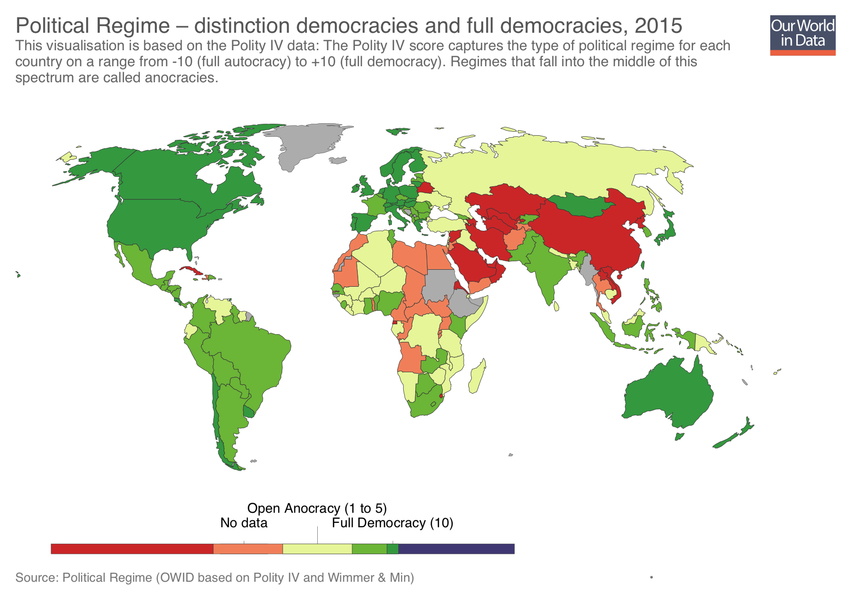 Political Regime – distinction democracies and full democracies, 2015
Our World
in Data
This visualisation is based on the Polity IV data: The Polity IV score captures the type of political regime for each
country on a range from -10 (full autocracy) to +10 (full democracy). Regimes that fall into the middle of this
spectrum are called anocracies.
Open Anocracy (1 to 5)
No data
Full Democracy (10)
Source: Political Regime (OWID based on Polity IV and Wimmer & Min)